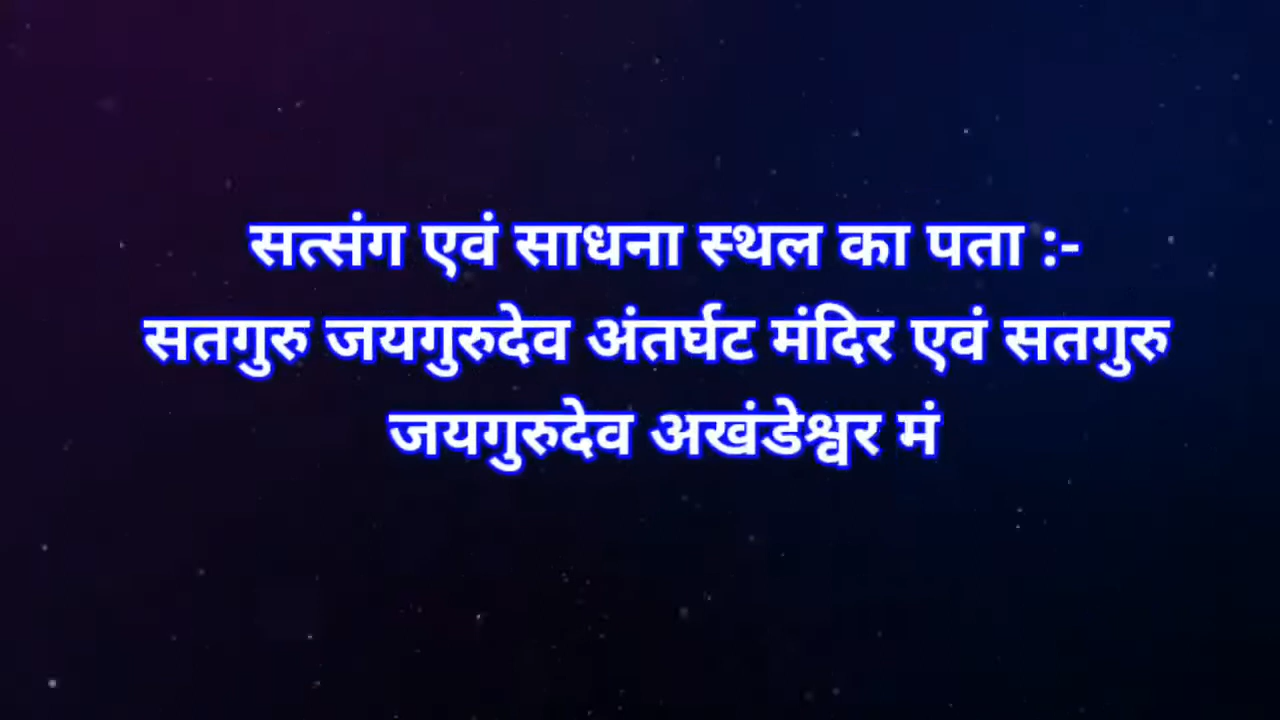 सत्संग एवं साधना स्थल का पता :-
सतगुरु जयगुरुदेव अंतर्घट मंदिर एवं सतगुरु
जयगुरुदेव अखंडेश्वर मं